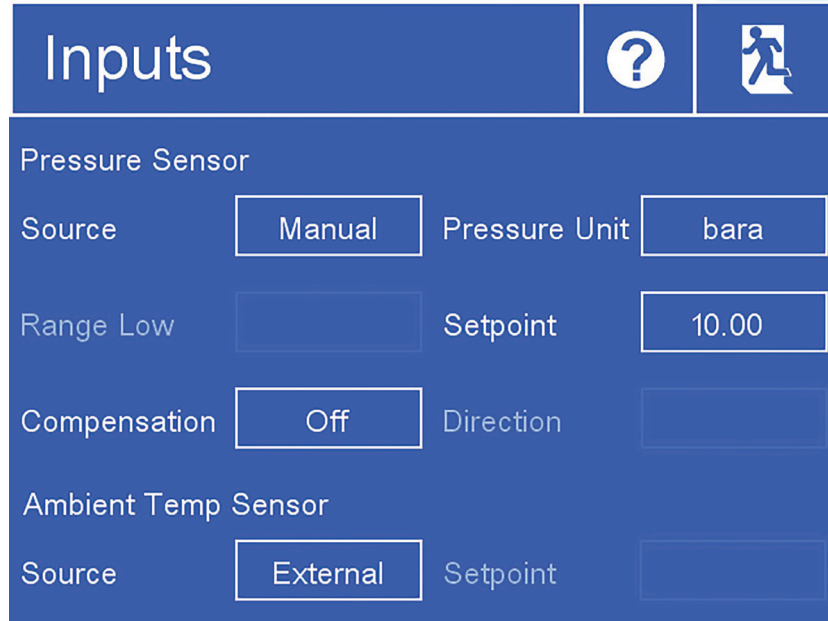 Inputs ?
Pressure Sensor
Source Manual Pressure Unit bara
Range Low Setpoint 10.00
Compensation Off Direction
Ambient Temp Sensor
Source External Setpoint